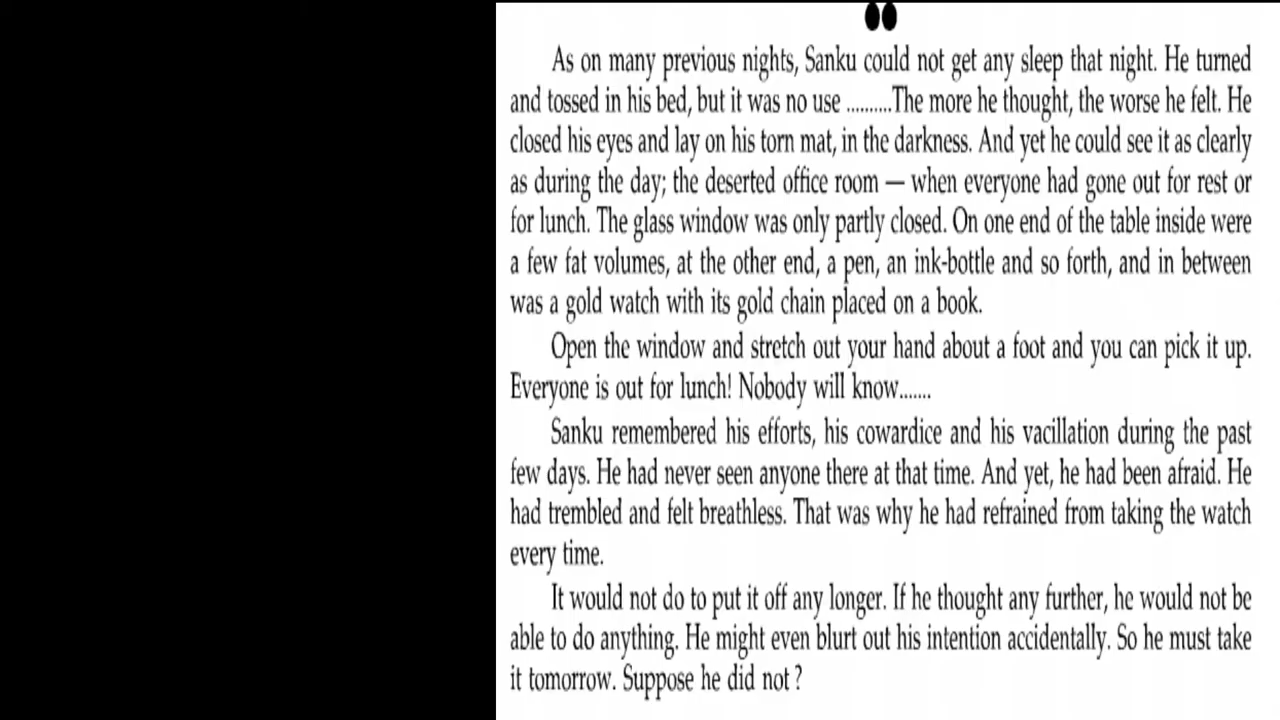 As on many previous nights, Sanku could not get any sleep that night. He turned
and tossed in his bed, but it was no use ..........The more he thought, the worse he felt. He
closed his eyes and lay on his torn mat, in the darkness. And yet he could see it as clearly
as during the day; the deserted office room — when everyone had gone out for rest or
for lunch. The glass window was only partly closed. On one end of the table inside were
a few fat volumes, at the other end, a pen, an ink-bottle and so forth, and in between
was a gold watch with its gold chain placed on a book.
Open the window and stretch out your hand about a foot and you can pick it up.
Everyone is out for lunch! Nobody will know.......
Sanku remembered his efforts, his cowardice and his vacillation during the past
few days. He had never seen anyone there at that time. And yet, he had been afraid. He
had trembled and felt breathless. That was why he had refrained from taking the watch
every time.
It would not do to put it off any longer. If he thought any further, he would not be
able to do anything. He might even blurt out his intention accidentally. So he must take
it tomorrow. Suppose he did not ?